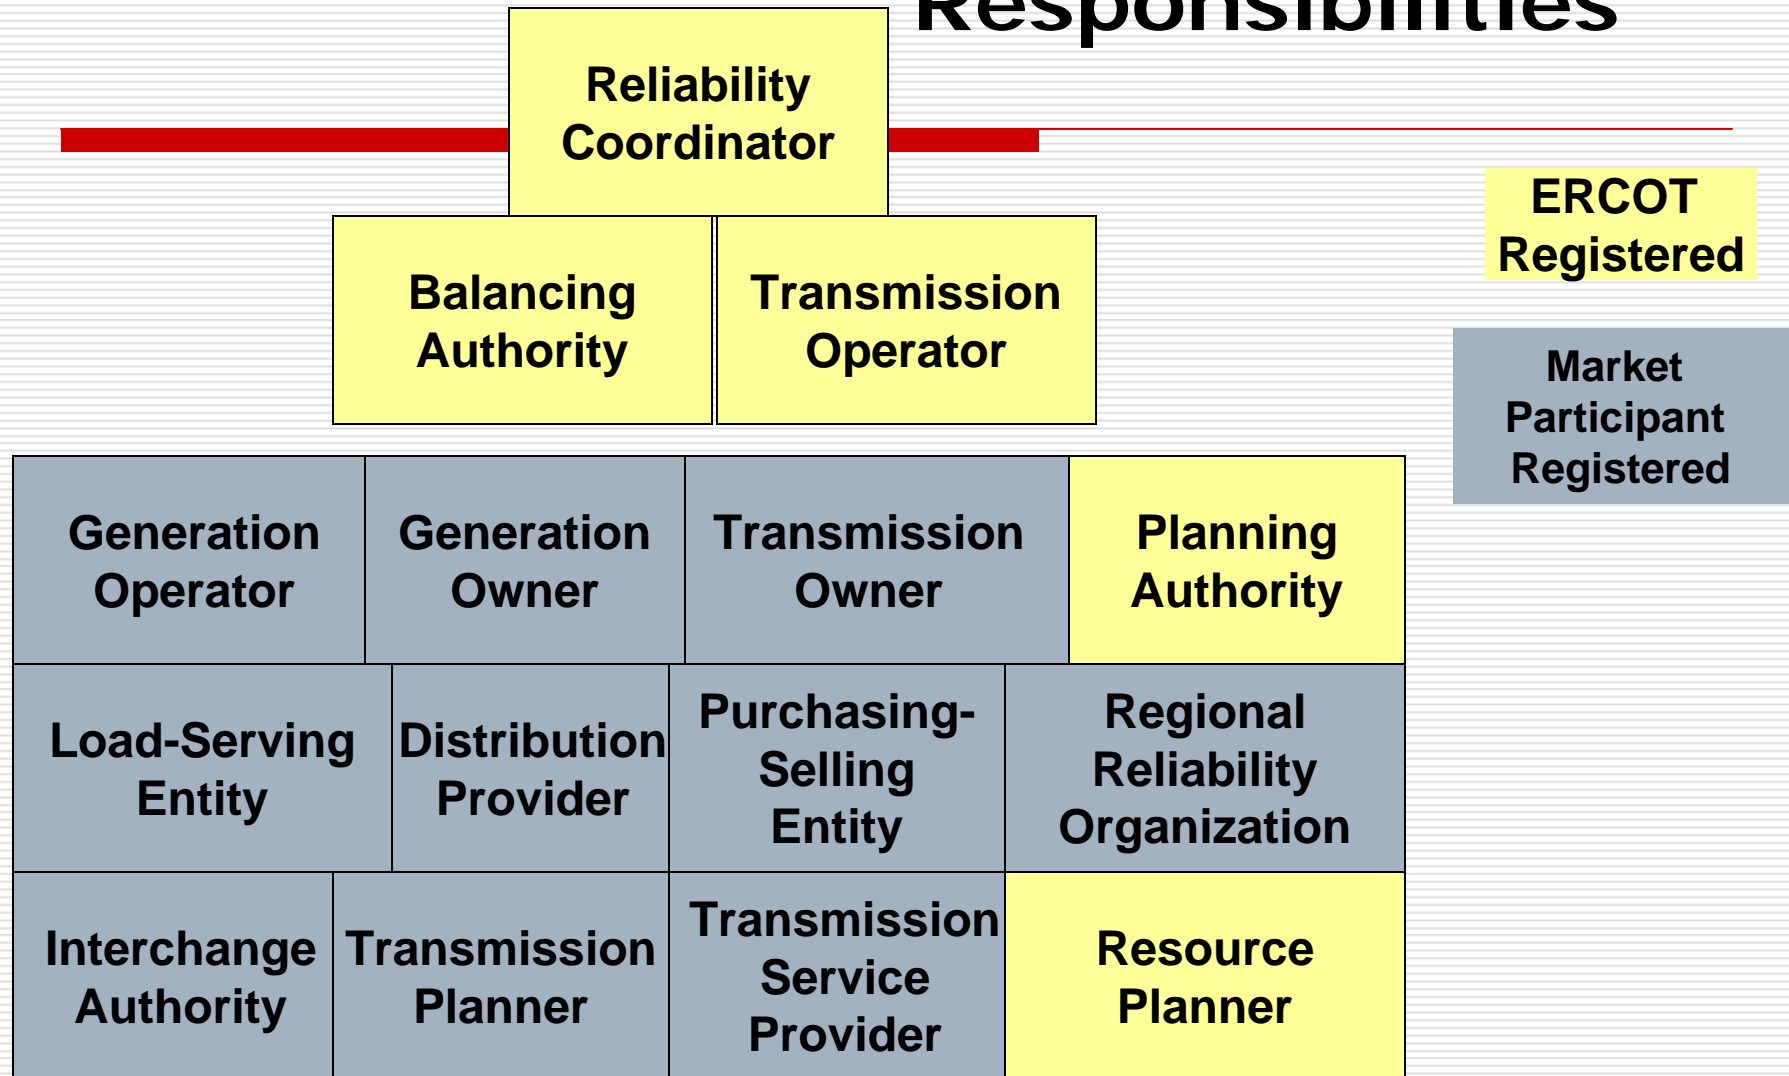 Responsibilities
Reliability
Coordinator
Balancing
Authority
Transmission
Operator
ERCOT
Registered
Market
Participant
Registered
Generation
Operator
Generation
Owner
Transmission
Owner
Planning
Authority
Load-Serving
Entity
Distribution
Provider
Purchasing-
Selling
Entity
Regional
Reliability
Organization
Interchange
Authority
Transmission
Planner
Transmission
Service
Provider
Resource
Planner